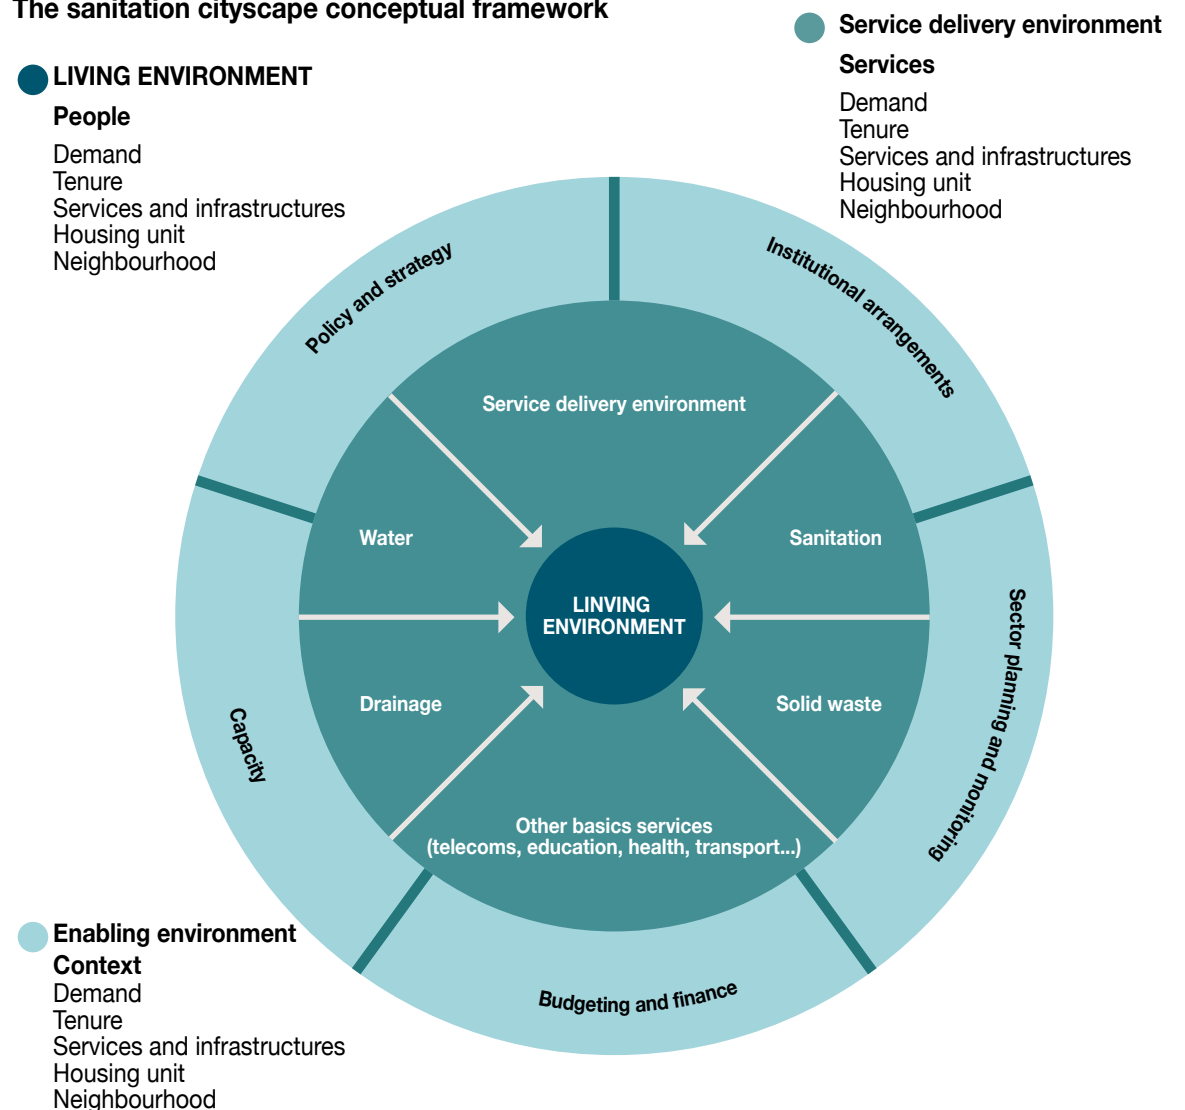 The sanitation cityscape conceptual framework
Service delivery environment
Services
Demand
Tenure
Services and infrastructures
Housing unit
Neighbourhood
LIVING ENVIRONMENT
People
Demand
Tenure
Services and infrastructures
Housing unit
Neighbourhood
Policy and strategy
Institutional arrangements
Service delivery environment
Water
Sanitation
LINVING
ENVIRONMENT
Drainage
Solid waste
Sector planning and monitoring
Capacity
Other basics services
(telecoms, education, health, transport...)
Budgeting and finance
Enabling environment
Context
Demand
Tenure
Services and infrastructures
Housing unit
Neighbourhood